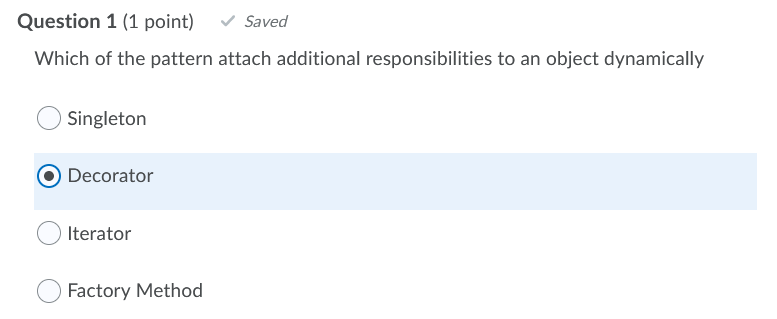 Question 1 (1 point) ✓ Saved
Which of the pattern attach additional responsibilities to an object dynamically
Singleton
Decorator
Iterator
Factory Method